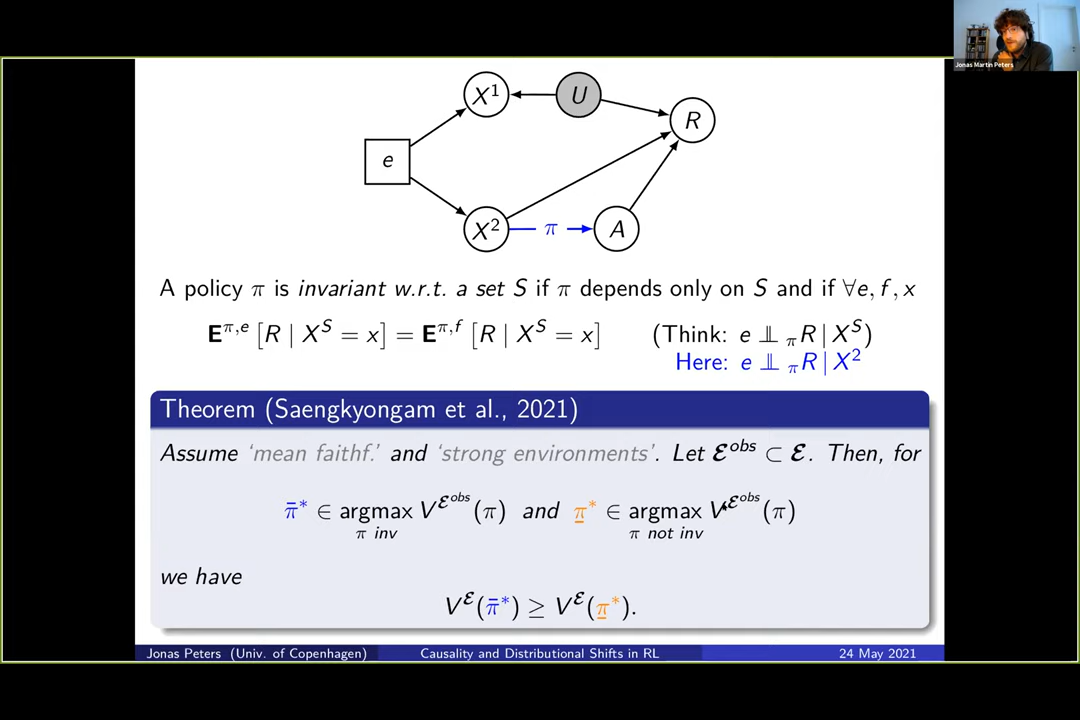 Jonas Martin Peters
X¹
U
R
e
X²
π
A
A policy π is invariant w.r.t. a set S if π depends only on S and if ∀e, f, x
E^{π,e} [R | X^S = x] = E^{π,f} [R | X^S = x] (Think: e ⫫_π R | X^S)
Here: e ⫫_π R | X²
Theorem (Saengkyongam et al., 2021)
Assume 'mean faithf.' and 'strong environments'. Let ℰ^{obs} ⊂ ℰ. Then, for
π̄* ∈ argmax V^{ℰ^{obs}}(π) and π̲* ∈ argmax V^{ℰ^{obs}}(π)
π inv π not inv
we have
V^ℰ(π̄*) ≥ V^ℰ(π̲*).
Jonas Peters (Univ. of Copenhagen) Causality and Distributional Shifts in RL 24 May 2021